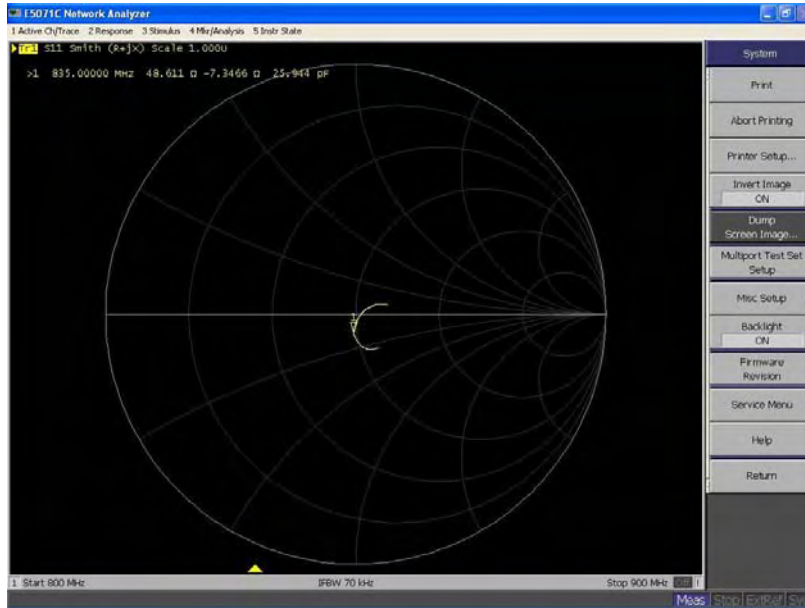 E5071C Network Analyzer
1 Active Ch/Trace 2 Response 3 Stimulus 4 Mkr/Analysis 5 Instr State
Tr1 S11 Smith (R+jX) Scale 1.000U
>1 835.00000 MHz 48.611 Ω -7.3466 Ω 25.944 pF
1
System
Print
Abort Printing
Printer Setup...
Invert Image
ON
Dump
Screen Image...
Multiport Test Set
Setup
Misc Setup
Backlight
ON
Firmware
Revision
Service Menu
Help
Return
1 Start 800 MHz IFBW 70 kHz Stop 900 MHz Off !
Meas Stop ExtRef